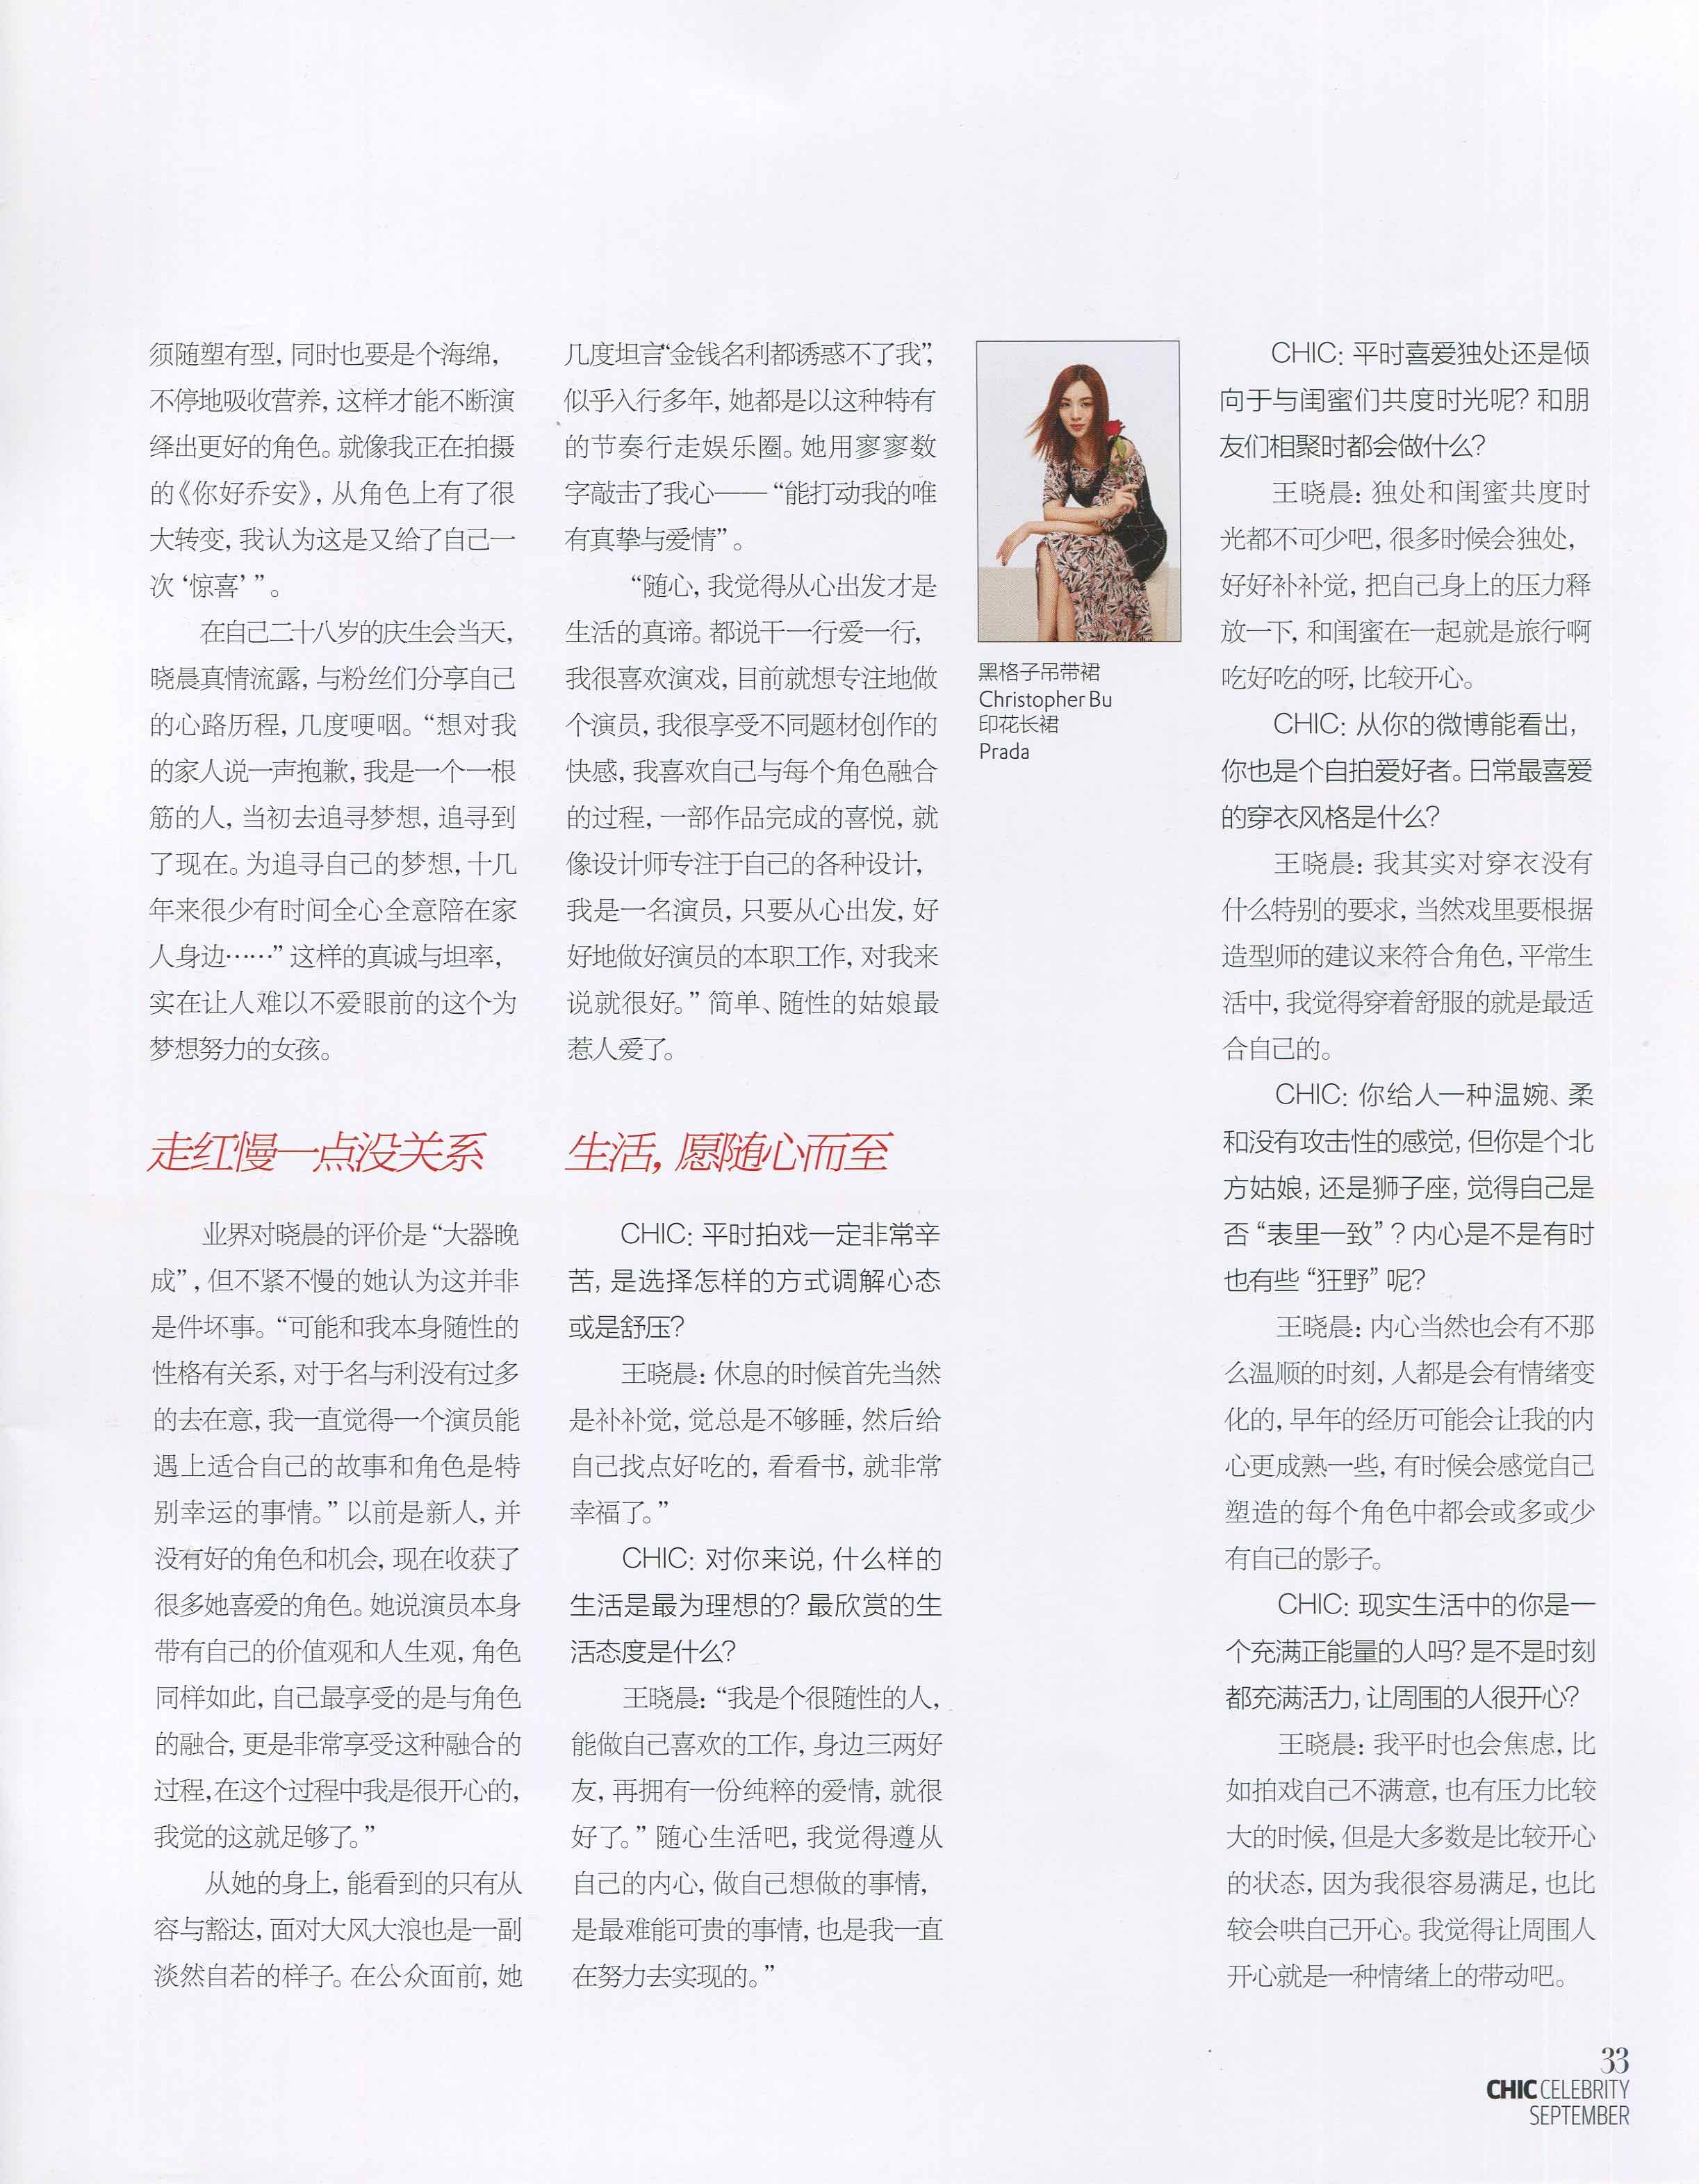 须随塑有型，同时也要是个海绵，
不停地吸收营养，这样才能不断演
绎出更好的角色。就像我正在拍摄
的《你好乔安》，从角色上有了很
大转变，我认为这是又给了自己一
次‘惊喜’”。
在自己二十八岁的庆生会当天，
晓晨真情流露，与粉丝们分享自己
的心路历程，几度哽咽。“想对我
的家人说一声抱歉，我是一个一根
筋的人，当初去追寻梦想，追寻到
了现在。为追寻自己的梦想，十几
年来很少有时间全心全意陪在家
人身边……”这样的真诚与坦率，
实在让人难以不爱眼前的这个为
梦想努力的女孩。
走红慢一点没关系
业界对晓晨的评价是“大器晚
成”，但不紧不慢的她认为这并非
是件坏事。“可能和我本身随性的
性格有关系，对于名与利没有过多
的去在意，我一直觉得一个演员能
遇上适合自己的故事和角色是特
别幸运的事情。”以前是新人，并
没有好的角色和机会，现在收获了
很多她喜爱的角色。她说演员本身
带有自己的价值观和人生观，角色
同样如此，自己最享受的是与角色
的融合，更是非常享受这种融合的
过程，在这个过程中我是很开心的，
我觉的这就足够了。”
从她的身上，能看到的只有从
容与豁达，面对大风大浪也是一副
淡然自若的样子。在公众面前，她
几度坦言“金钱名利都诱惑不了我”，
似乎入行多年，她都是以这种特有
的节奏行走娱乐圈。她用寥寥数
字敲击了我心——“能打动我的唯
有真挚与爱情”。
“随心，我觉得从心出发才是
生活的真谛。都说干一行爱一行，
我很喜欢演戏，目前就想专注地做
个演员，我很享受不同题材创作的
快感，我喜欢自己与每个角色融合
的过程，一部作品完成的喜悦，就
像设计师专注于自己的各种设计，
我是一名演员，只要从心出发，好
好地做好演员的本职工作，对我来
说就很好。”简单、随性的姑娘最
惹人爱了。
生活，愿随心而至
CHIC：平时拍戏一定非常辛
苦，是选择怎样的方式调解心态
或是舒压？
王晓晨：休息的时候首先当然
是补补觉，觉总是不够睡，然后给
自己找点好吃的，看看书，就非常
幸福了。”
CHIC：对你来说，什么样的
生活是最为理想的？最欣赏的生
活态度是什么？
王晓晨：“我是个很随性的人，
能做自己喜欢的工作，身边三两好
友，再拥有一份纯粹的爱情，就很
好了。”随心生活吧，我觉得遵从
自己的内心，做自己想做的事情，
是最难能可贵的事情，也是我一直
在努力去实现的。”
黑格子吊带裙
Christopher Bu
印花长裙
Prada
CHIC：平时喜爱独处还是倾
向于与闺蜜们共度时光呢？和朋
友们相聚时都会做什么？
王晓晨：独处和闺蜜共度时
光都不可少吧，很多时候会独处，
好好补补觉，把自己身上的压力释
放一下，和闺蜜在一起就是旅行啊
吃好吃的呀，比较开心。
CHIC：从你的微博能看出，
你也是个自拍爱好者。日常最喜爱
的穿衣风格是什么？
王晓晨：我其实对穿衣没有
什么特别的要求，当然戏里要根据
造型师的建议来符合角色，平常生
活中，我觉得穿着舒服的就是最适
合自己的。
CHIC：你给人一种温婉、柔
和没有攻击性的感觉，但你是个北
方姑娘，还是狮子座，觉得自己是
否“表里一致”？内心是不是有时
也有些“狂野”呢？
王晓晨：内心当然也会有不那
么温顺的时刻，人都是会有情绪变
化的，早年的经历可能会让我的内
心更成熟一些，有时候会感觉自己
塑造的每个角色中都会或多或少
有自己的影子。
CHIC：现实生活中的你是一
个充满正能量的人吗？是不是时刻
都充满活力，让周围的人很开心？
王晓晨：我平时也会焦虑，比
如拍戏自己不满意，也有压力比较
大的时候，但是大多数是比较开心
的状态，因为我很容易满足，也比
较会哄自己开心。我觉得让周围人
开心就是一种情绪上的带动吧。
33
CHIC CELEBRITY
SEPTEMBER